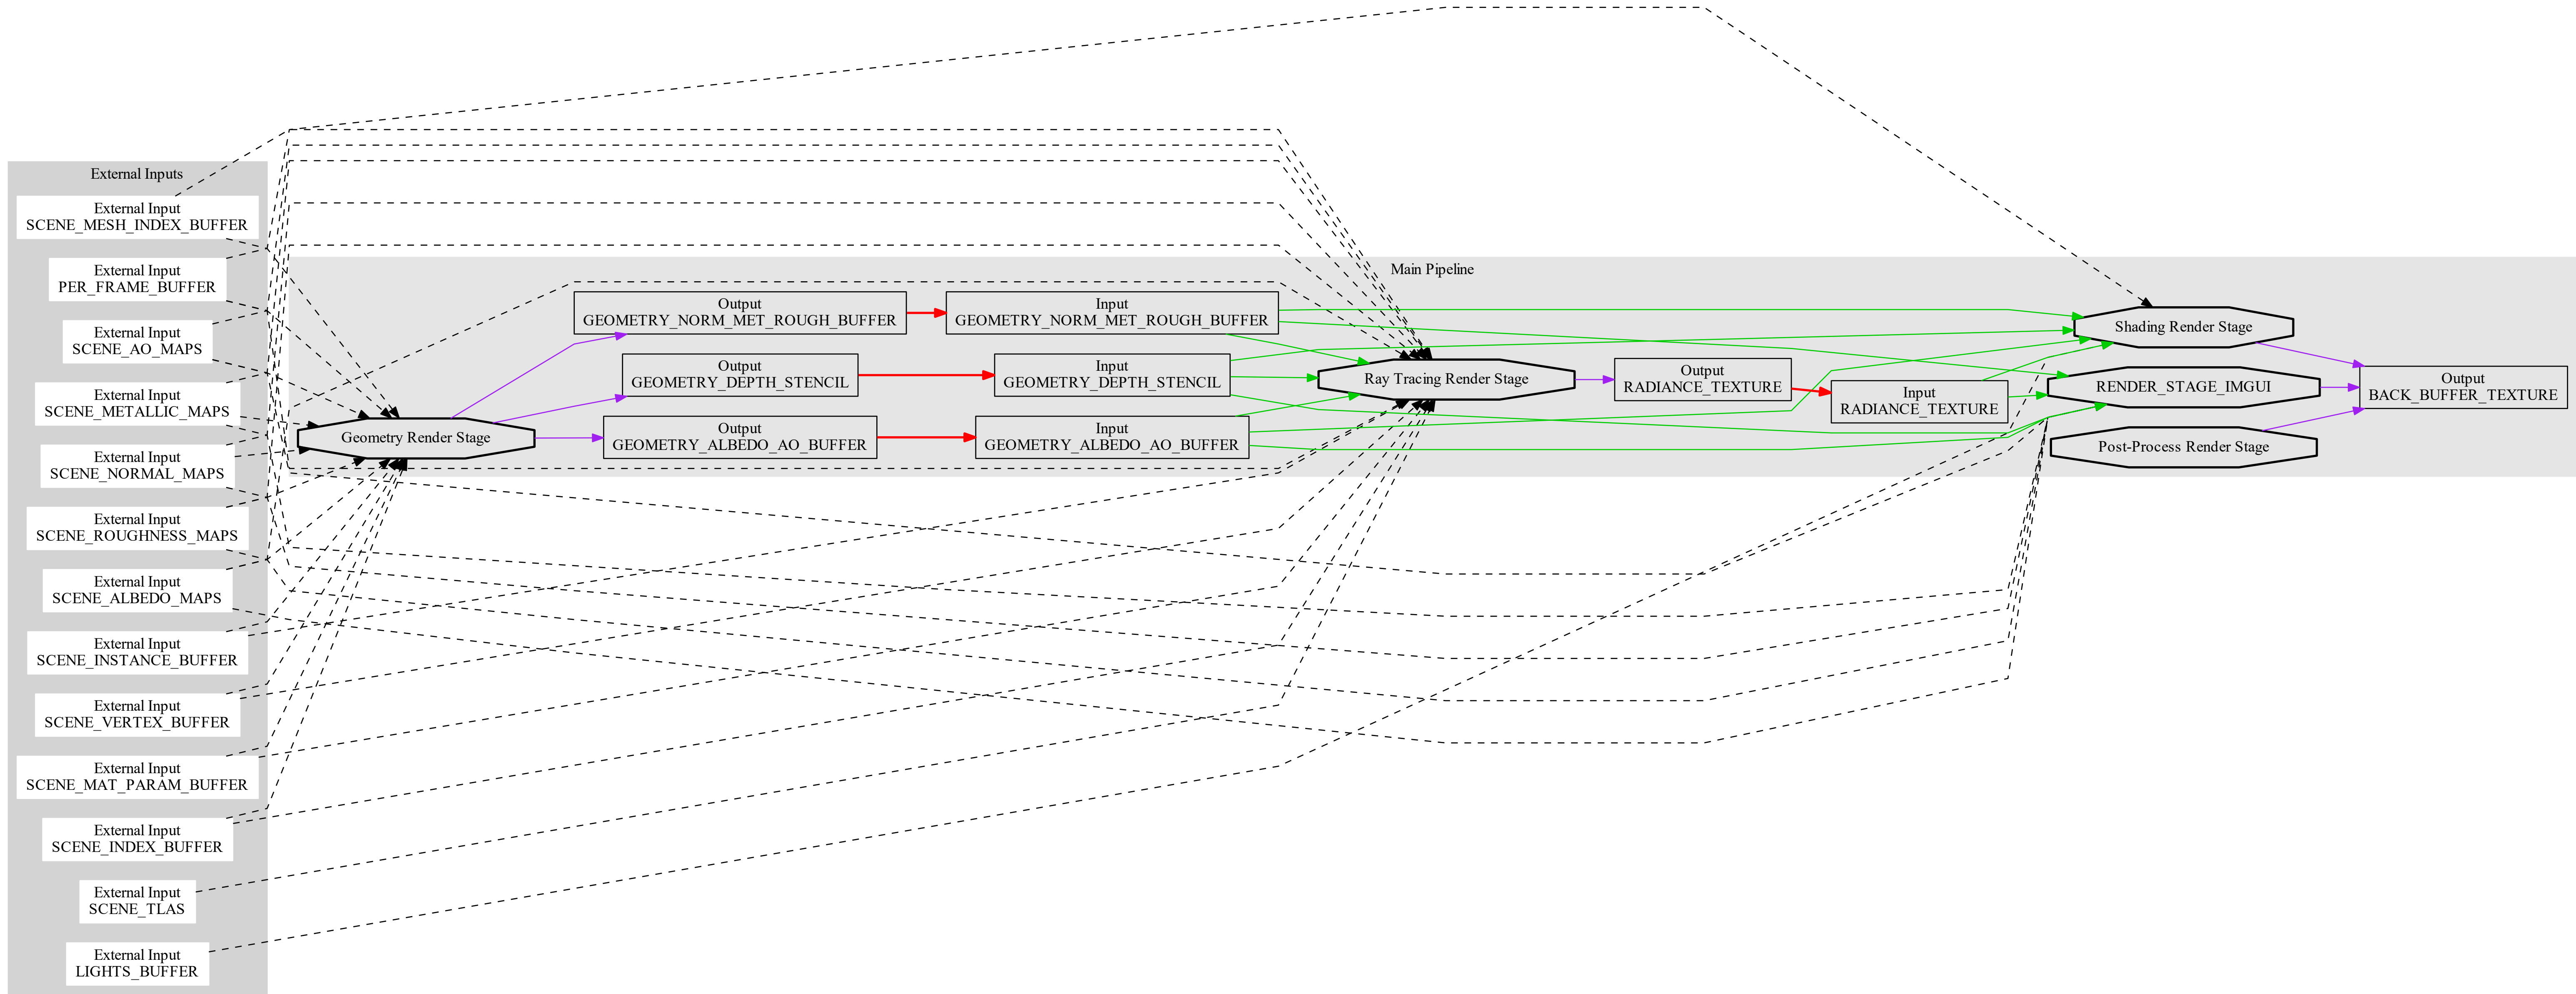 External Inputs
External Input
SCENE_MESH_INDEX_BUFFER
External Input
PER_FRAME_BUFFER
External Input
SCENE_AO_MAPS
External Input
SCENE_METALLIC_MAPS
External Input
SCENE_NORMAL_MAPS
External Input
SCENE_ROUGHNESS_MAPS
External Input
SCENE_ALBEDO_MAPS
External Input
SCENE_INSTANCE_BUFFER
External Input
SCENE_VERTEX_BUFFER
External Input
SCENE_MAT_PARAM_BUFFER
External Input
SCENE_INDEX_BUFFER
External Input
SCENE_TLAS
External Input
LIGHTS_BUFFER
Main Pipeline
Geometry Render Stage
Output
GEOMETRY_NORM_MET_ROUGH_BUFFER
Output
GEOMETRY_DEPTH_STENCIL
Output
GEOMETRY_ALBEDO_AO_BUFFER
Input
GEOMETRY_NORM_MET_ROUGH_BUFFER
Input
GEOMETRY_DEPTH_STENCIL
Input
GEOMETRY_ALBEDO_AO_BUFFER
Ray Tracing Render Stage
Output
RADIANCE_TEXTURE
Input
RADIANCE_TEXTURE
Shading Render Stage
RENDER_STAGE_IMGUI
Post-Process Render Stage
Output
BACK_BUFFER_TEXTURE